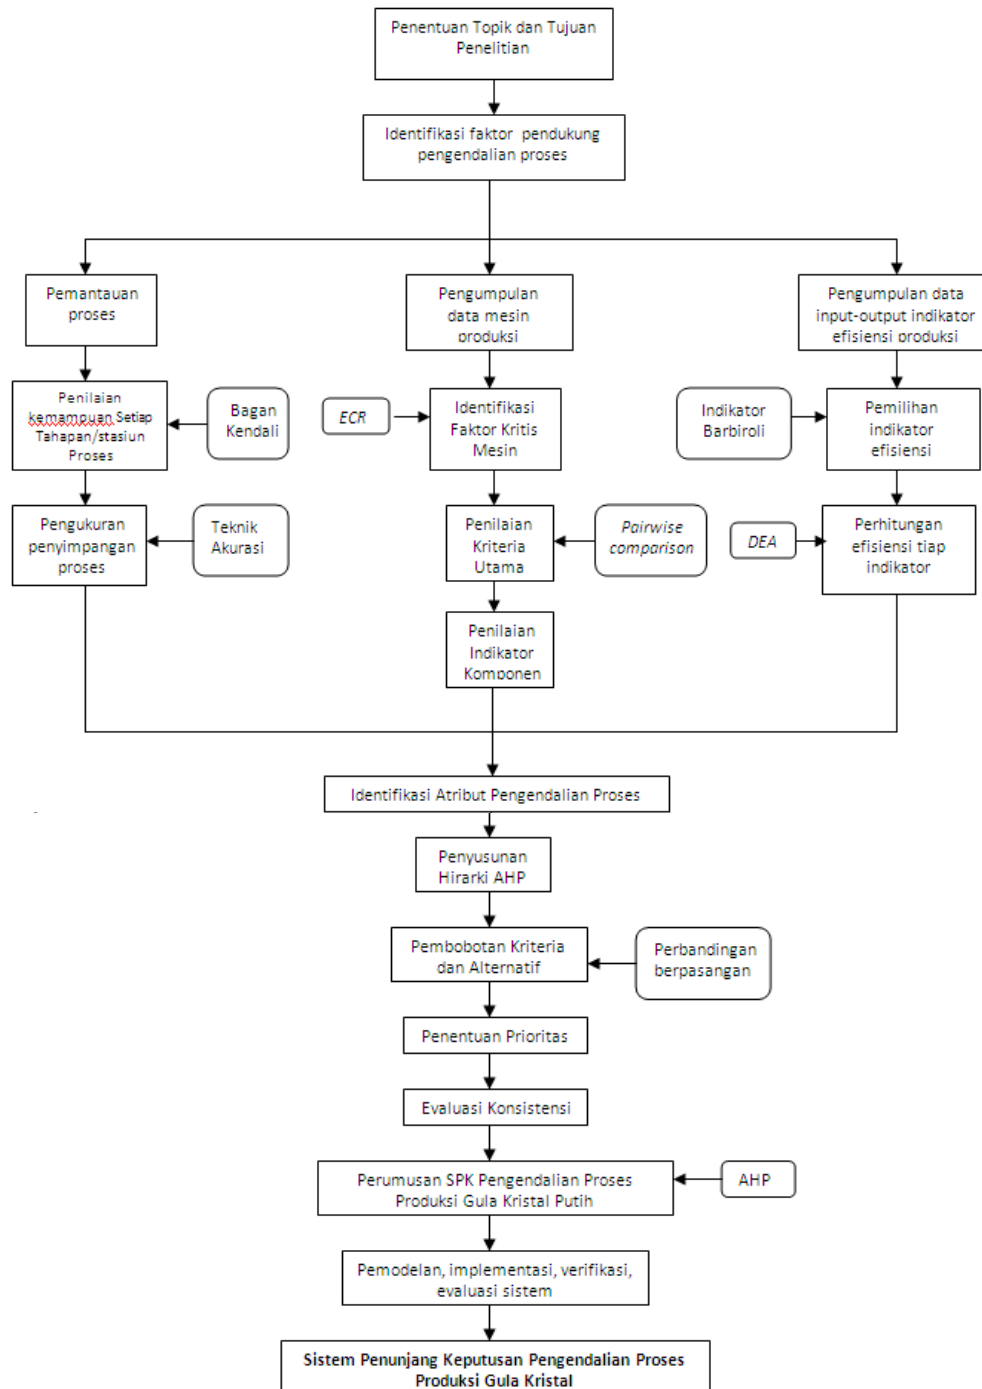 Penentuan Topik dan Tujuan
Penelitian
Identifikasi faktor pendukung
pengendalian proses
Pemantauan
proses
Pengumpulan
data mesin
produksi
Pengumpulan data
input-output indikator
efisiensi produksi
Penilaian
kemampuan Setiap
Tahapan/stasiun
Proses
Bagan
Kendali
ECR
Identifikasi
Faktor Kritis
Mesin
Indikator
Barbiroli
Pemilihan
indikator
efisiensi
Pengukuran
penyimpangan
proses
Teknik
Akurasi
Penilaian
Kriteria
Utama
Pairwise
comparison
DEA
Perhitungan
efisiensi tiap
indikator
Penilaian
Indikator
Komponen
Identifikasi Atribut Pengendalian Proses
Penyusunan
Hirarki AHP
Pembobotan Kriteria
dan Alternatif
Perbandingan
berpasangan
Penentuan Prioritas
Evaluasi Konsistensi
Perumusan SPK Pengendalian Proses
Produksi Gula Kristal Putih
AHP
Pemodelan, implementasi, verifikasi,
evaluasi sistem
Sistem Penunjang Keputusan Pengendalian Proses
Produksi Gula Kristal